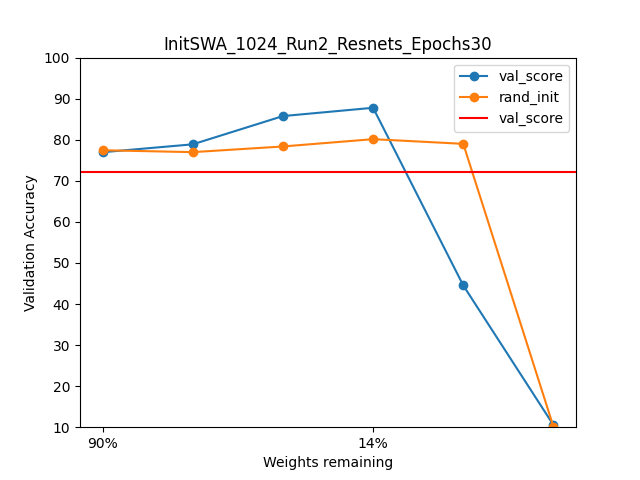 InitSWA_1024_Run2_Resnets_Epochs30
val_score
rand_init
val_score
100
90
80
70
60
50
40
30
20
10
Validation Accuracy
90%
14%
Weights remaining